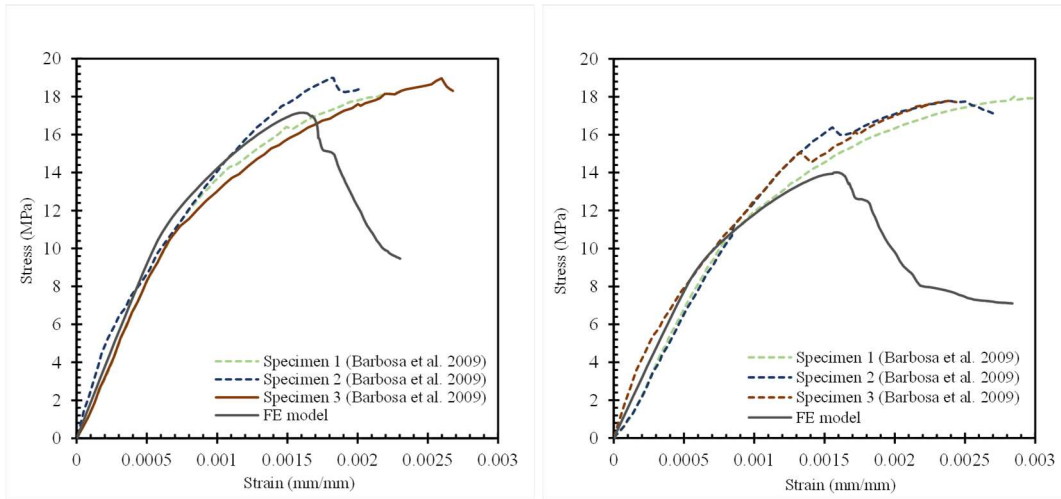 20
18
16
14
12
10
8
6
4
2
0
Stress (MPa)
Specimen 1 (Barbosa et al. 2009)
Specimen 2 (Barbosa et al. 2009)
Specimen 3 (Barbosa et al. 2009)
FE model
0 0.0005 0.001 0.0015 0.002 0.0025 0.003
Strain (mm/mm)
20
18
16
14
12
10
8
6
4
2
0
Stress (MPa)
Specimen 1 (Barbosa et al. 2009)
Specimen 2 (Barbosa et al. 2009)
Specimen 3 (Barbosa et al. 2009)
FE model
0 0.0005 0.001 0.0015 0.002 0.0025 0.003
Strain (mm/mm)